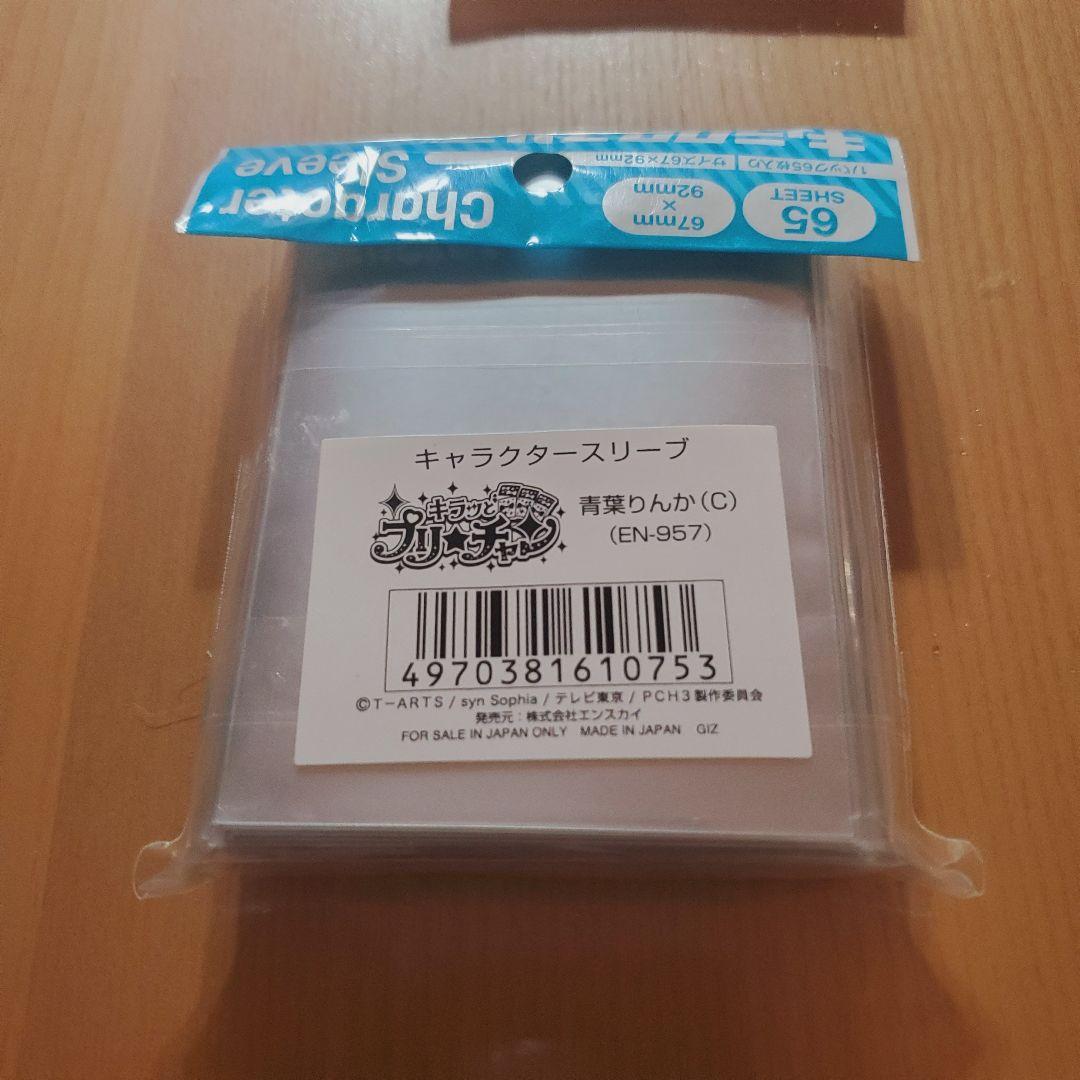 Character
Sleeve
67mm
×
92mm
65
SHEET
1パック65枚入り
サイズ67×92mm
キャラクタースリーブ
キラッと
プリ☆チャン
青葉りんか(C)
(EN-957)
4970381610753
©T-ARTS / syn Sophia / テレビ東京 / PCH3製作委員会
発売元:株式会社エンスカイ
FOR SALE IN JAPAN ONLY MADE IN JAPAN GIZ